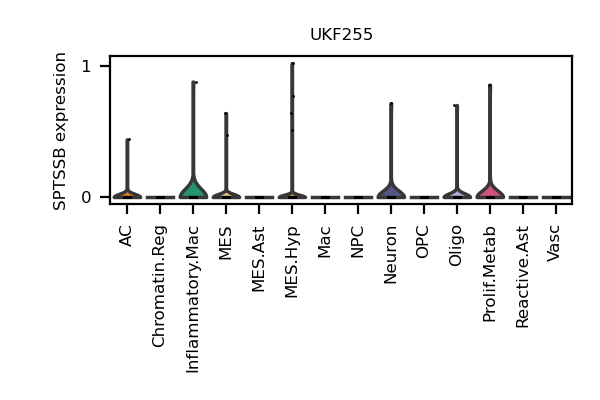 UKF255
SPTSSB expression
1
0
AC
Chromatin.Reg
Inflammatory.Mac
MES
MES.Ast
MES.Hyp
Mac
NPC
Neuron
OPC
Oligo
Prolif.Metab
Reactive.Ast
Vasc